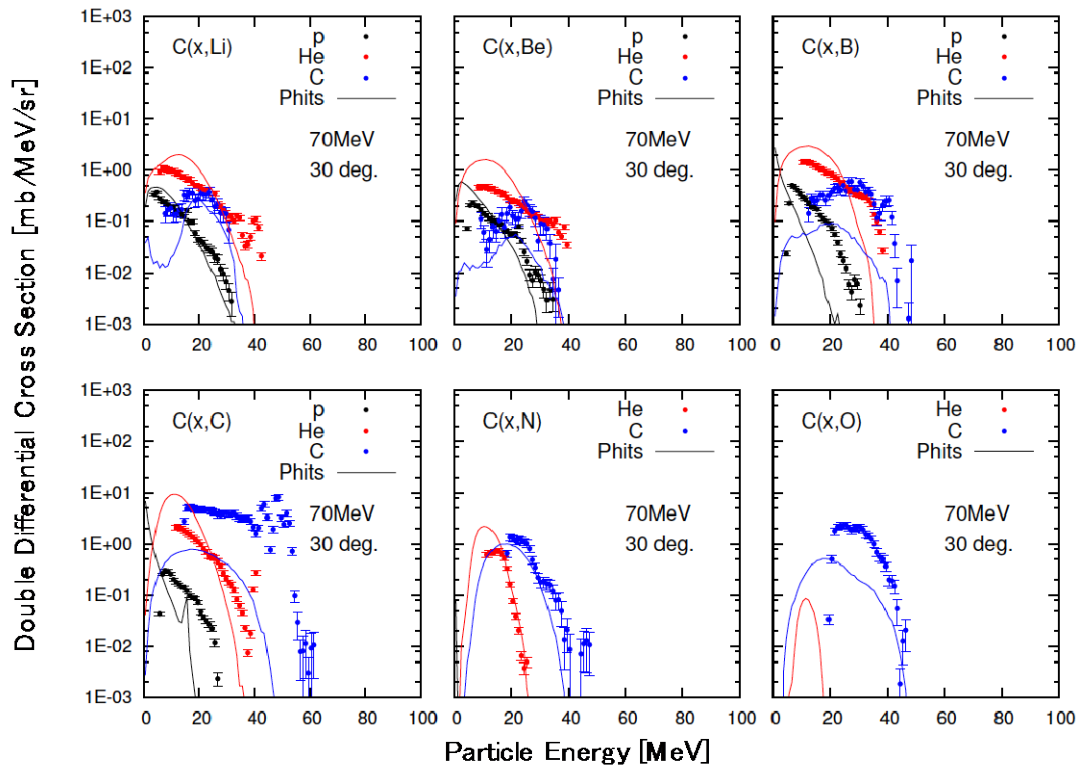 Double Differential Cross Section [mb/MeV/sr]
1E+03
1E+02
1E+01
1E+00
1E-01
1E-02
1E-03
C(x,Li)
p
He
C
Phits
70MeV
30 deg.
0 20 40 60 80 100
C(x,Be)
p
He
C
Phits
70MeV
30 deg.
0 20 40 60 80 100
C(x,B)
p
He
C
Phits
70MeV
30 deg.
0 20 40 60 80 100
1E+03
1E+02
1E+01
1E+00
1E-01
1E-02
1E-03
C(x,C)
p
He
C
Phits
70MeV
30 deg.
0 20 40 60 80 100
C(x,N)
He
C
Phits
70MeV
30 deg.
0 20 40 60 80 100
C(x,O)
He
C
Phits
70MeV
30 deg.
0 20 40 60 80 100
Particle Energy [MeV]